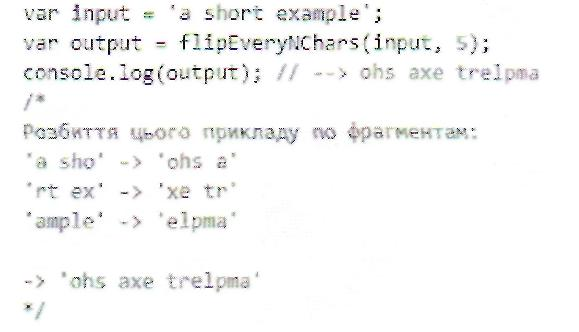 var input = 'a short example';
var output = flipEveryNChars(input, 5);
console.log(output); // --> ohs axe trelpma
/*
Розбиття цього прикладу по фрагментам:
'a sho' -> 'ohs a'
'rt ex' -> 'xe tr'
'ample' -> 'elpma'
-> 'ohs axe trelpma'
*/